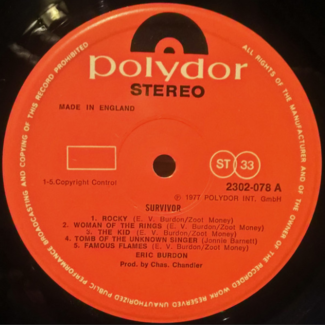 polydor
STEREO
MADE IN ENGLAND
ST 33
1-5.Copyright Control
2302-078 A
℗ 1977 POLYDOR INT. GmbH
SURVIVOR
1. ROCKY (E. V. Burdon/Zoot Money)
2. WOMAN OF THE RINGS (E. V. Burdon/Zoot Money)
3. THE KID (E. V. Burdon/Zoot Money)
4. TOMB OF THE UNKNOWN SINGER (Jonnie Barnett)
5. FAMOUS FLAMES (E. V. Burdon/Zoot Money)
ERIC BURDON
Prod. by Chas. Chandler
ALL RIGHTS OF THE MANUFACTURER AND OF THE OWNER OF THE RECORDED WORK RESERVED UNAUTHORIZED PUBLIC PERFORMANCE BROADCASTING AND COPYING OF THIS RECORD PROHIBITED